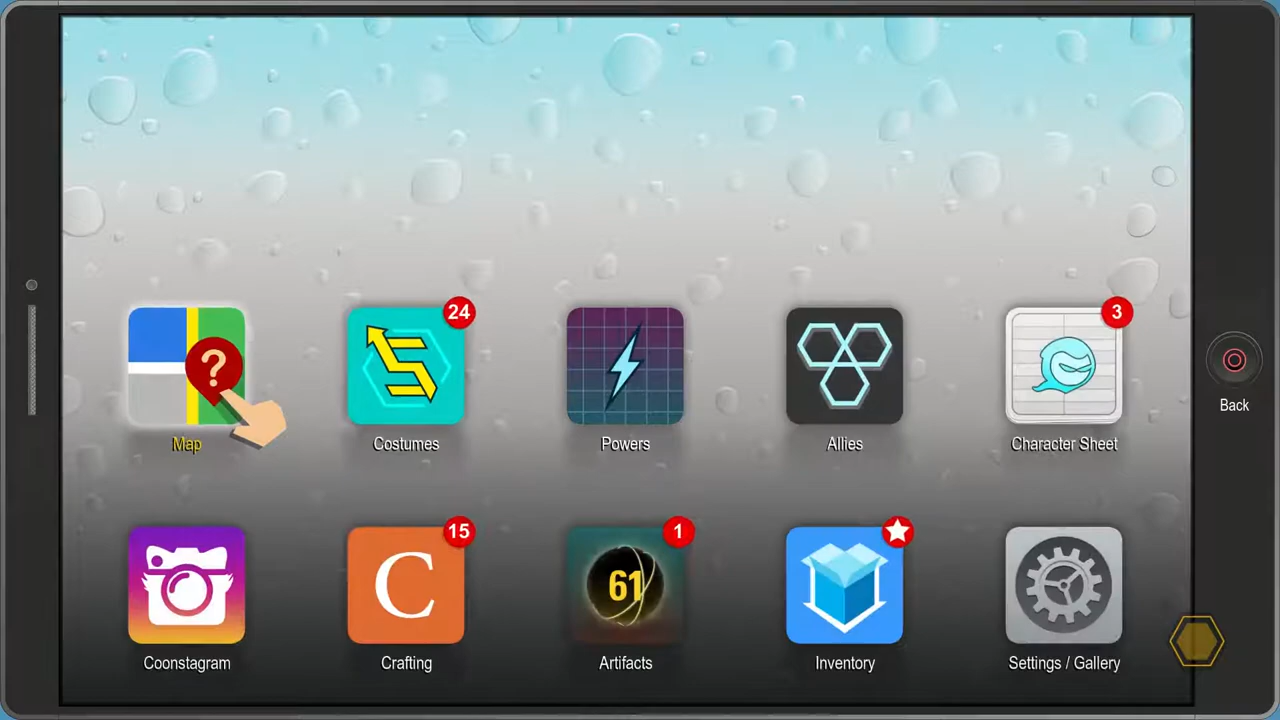 24
3
?
Map
Costumes
Powers
Allies
Character Sheet
Back
15
1
C
61
Coonstagram
Crafting
Artifacts
Inventory
Settings / Gallery